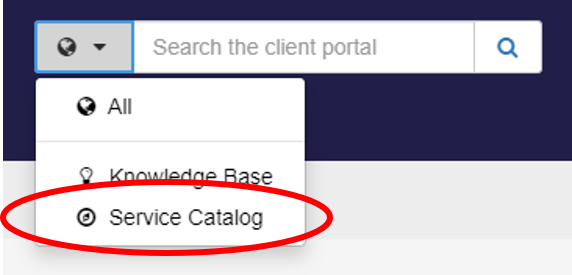 Search the client portal
All
Knowledge Base
Service Catalog